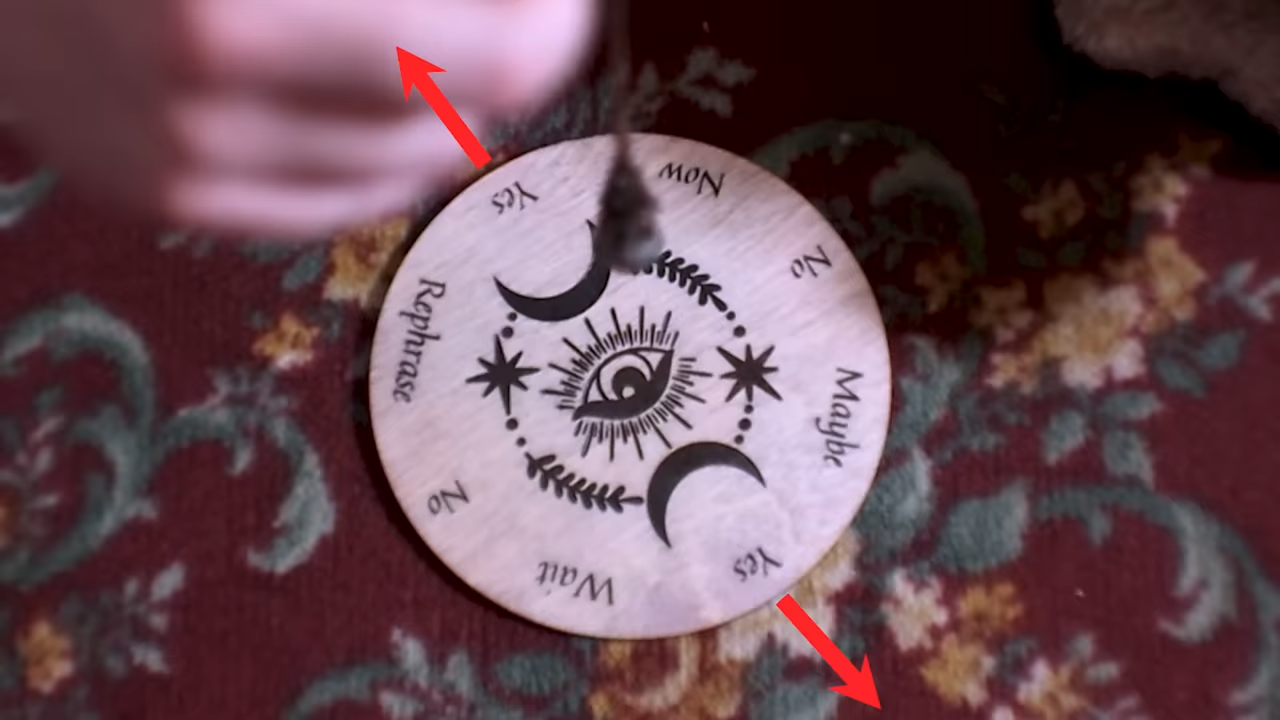 Yes
Now
No
Rephrase
Maybe
No
Wait
Yes